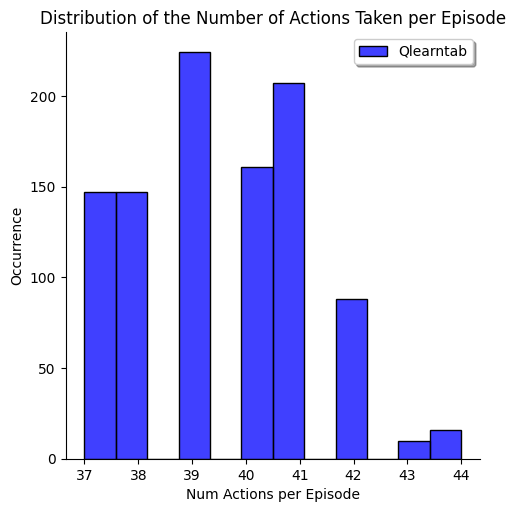 Distribution of the Number of Actions Taken per Episode
Qlearntab
200
150
100
50
0
Occurrence
37 38 39 40 41 42 43 44
Num Actions per Episode